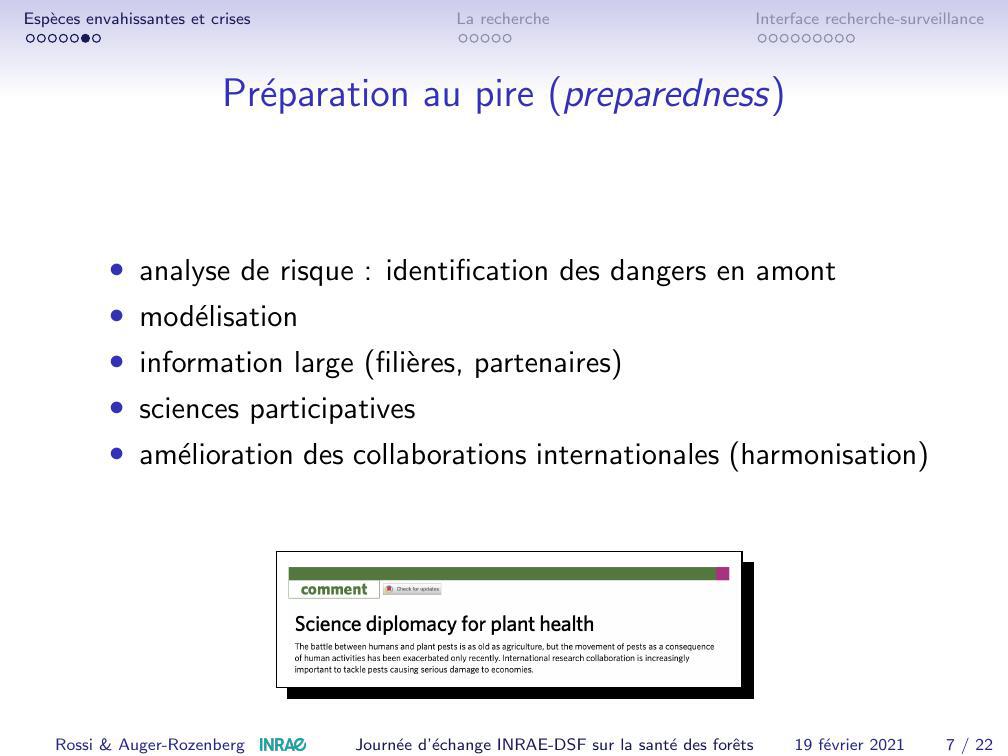 Espèces envahissantes et crises
La recherche
Interface recherche-surveillance
Préparation au pire (preparedness)
• analyse de risque : identification des dangers en amont
• modélisation
• information large (filières, partenaires)
• sciences participatives
• amélioration des collaborations internationales (harmonisation)
comment
Check for updates
Science diplomacy for plant health
The battle between humans and plant pests is as old as agriculture, but the movement of pests as a consequence
of human activities has been exacerbated only recently. International research collaboration is increasingly
important to tackle pests causing serious damage to economies.
Rossi & Auger-Rozenberg INRAE Journée d'échange INRAE-DSF sur la santé des forêts 19 février 2021 7 / 22